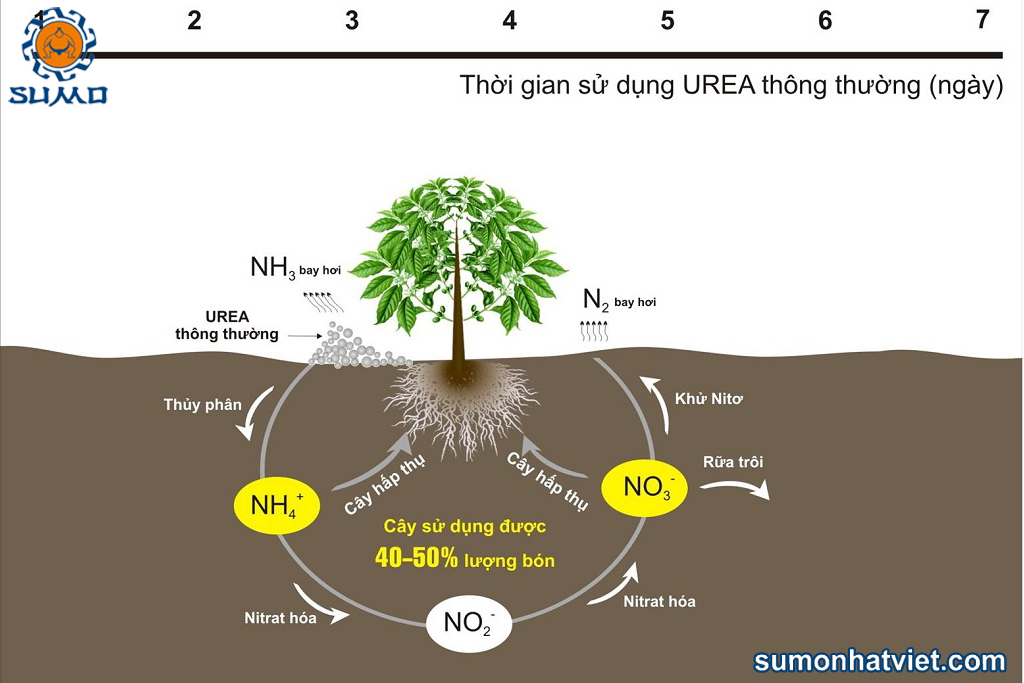 1 2 3 4 5 6 7
SUMO
Thời gian sử dụng UREA thông thường (ngày)
NH3 bay hơi
N2 bay hơi
UREA
thông thường
Thủy phân
Khử Nitơ
Rữa trôi
Cây hấp thụ
Cây hấp thụ
NH4+
NO3-
Cây sử dụng được
40–50% lượng bón
Nitrat hóa
Nitrat hóa
NO2-
sumonhatviet.com